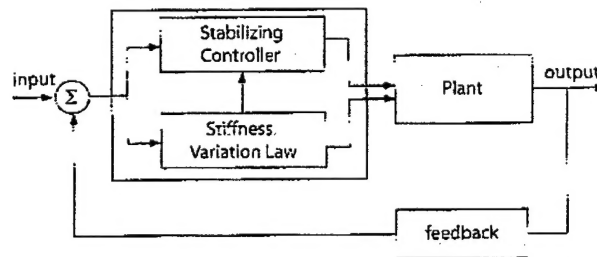 Stabilizing
Controller
input
Σ
Stiffness
Variation Law
Plant
output
feedback